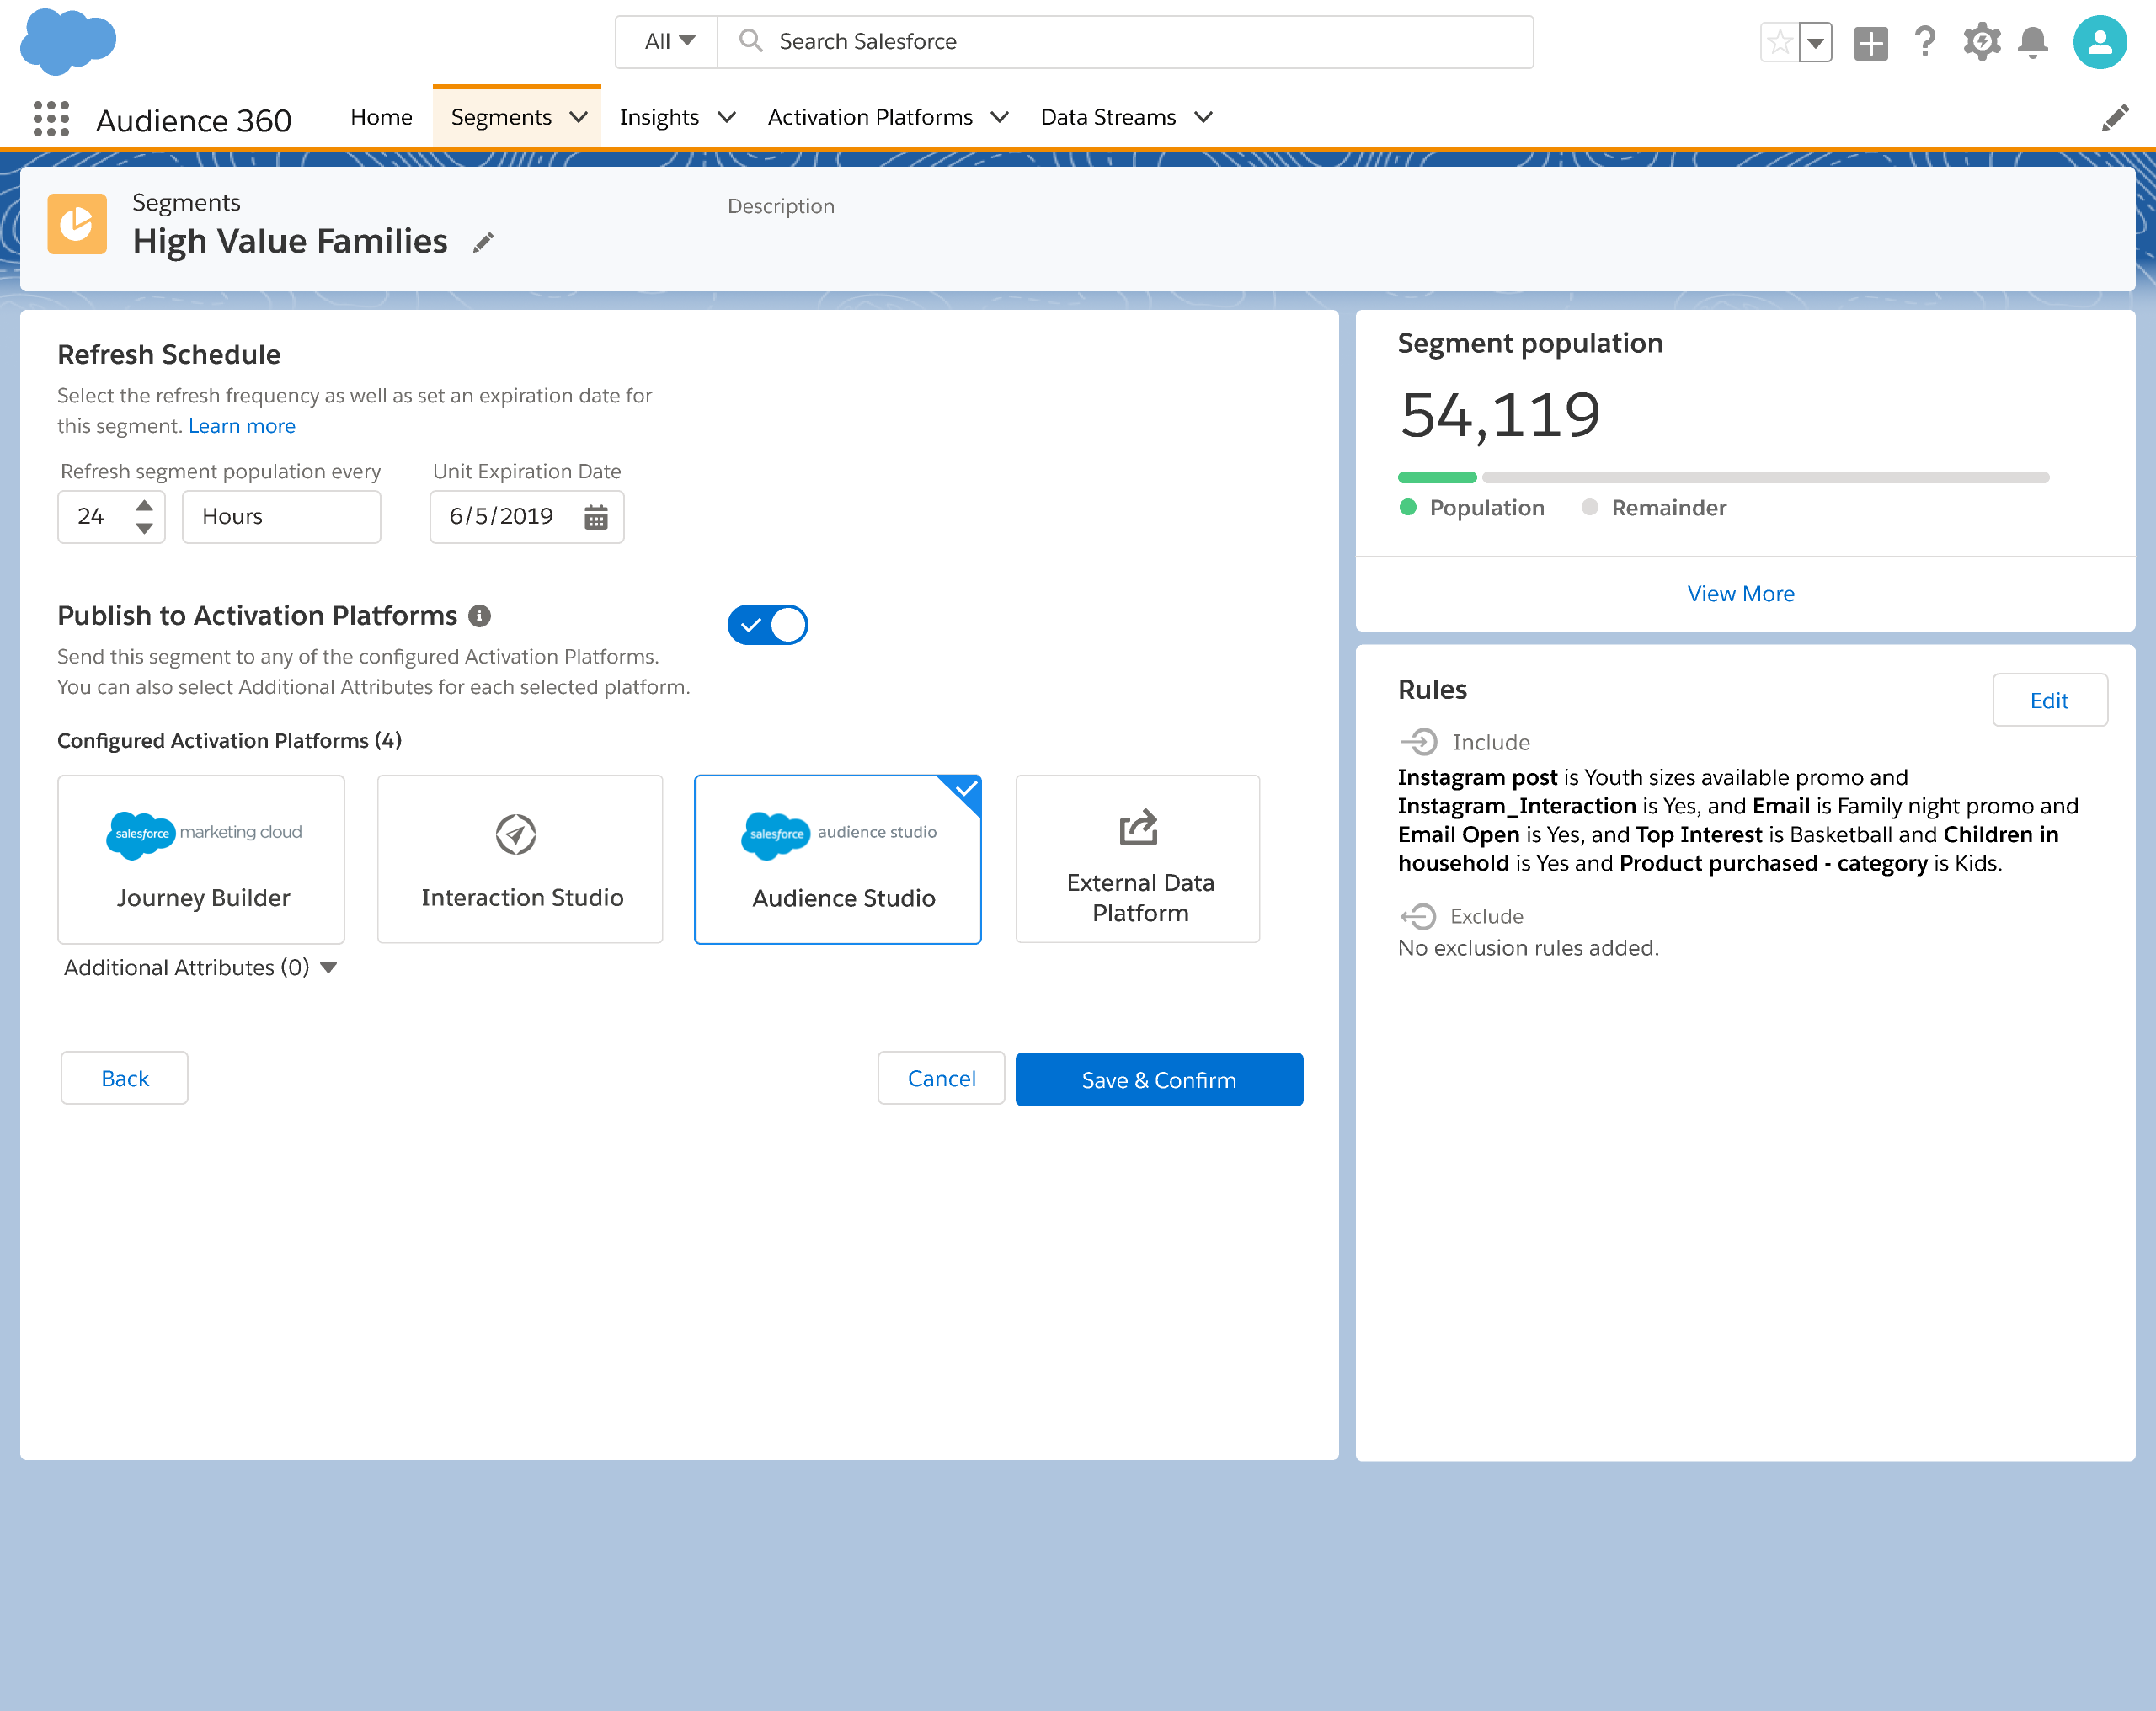 All
Search Salesforce
Audience 360
Home
Segments
Insights
Activation Platforms
Data Streams
Segments
High Value Families
Description
Refresh Schedule
Select the refresh frequency as well as set an expiration date for
this segment. Learn more
Refresh segment population every
Unit Expiration Date
24
Hours
6/5/2019
Publish to Activation Platforms
Send this segment to any of the configured Activation Platforms.
You can also select Additional Attributes for each selected platform.
Configured Activation Platforms (4)
salesforce marketing cloud
Journey Builder
Interaction Studio
salesforce audience studio
Audience Studio
External Data
Platform
Additional Attributes (0)
Back
Cancel
Save & Confirm
Segment population
54,119
Population
Remainder
View More
Rules
Edit
Include
Instagram post is Youth sizes available promo and
Instagram_Interaction is Yes, and Email is Family night promo and
Email Open is Yes, and Top Interest is Basketball and Children in
household is Yes and Product purchased - category is Kids.
Exclude
No exclusion rules added.